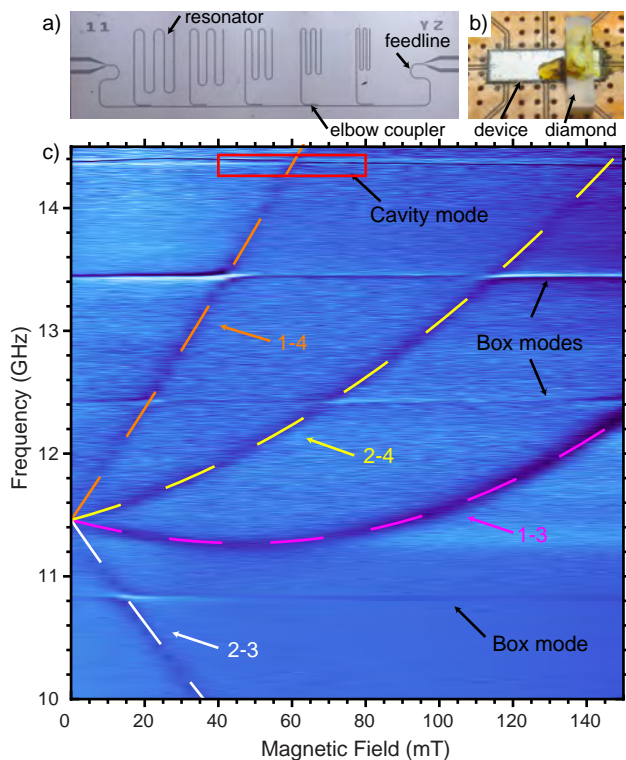 a)
resonator
b)
11
YZ
feedline
elbow coupler
device
diamond
c)
Cavity mode
1-4
Box modes
2-4
1-3
2-3
Box mode
14
13
12
11
10
Frequency (GHz)
0 20 40 60 80 100 120 140
Magnetic Field (mT)